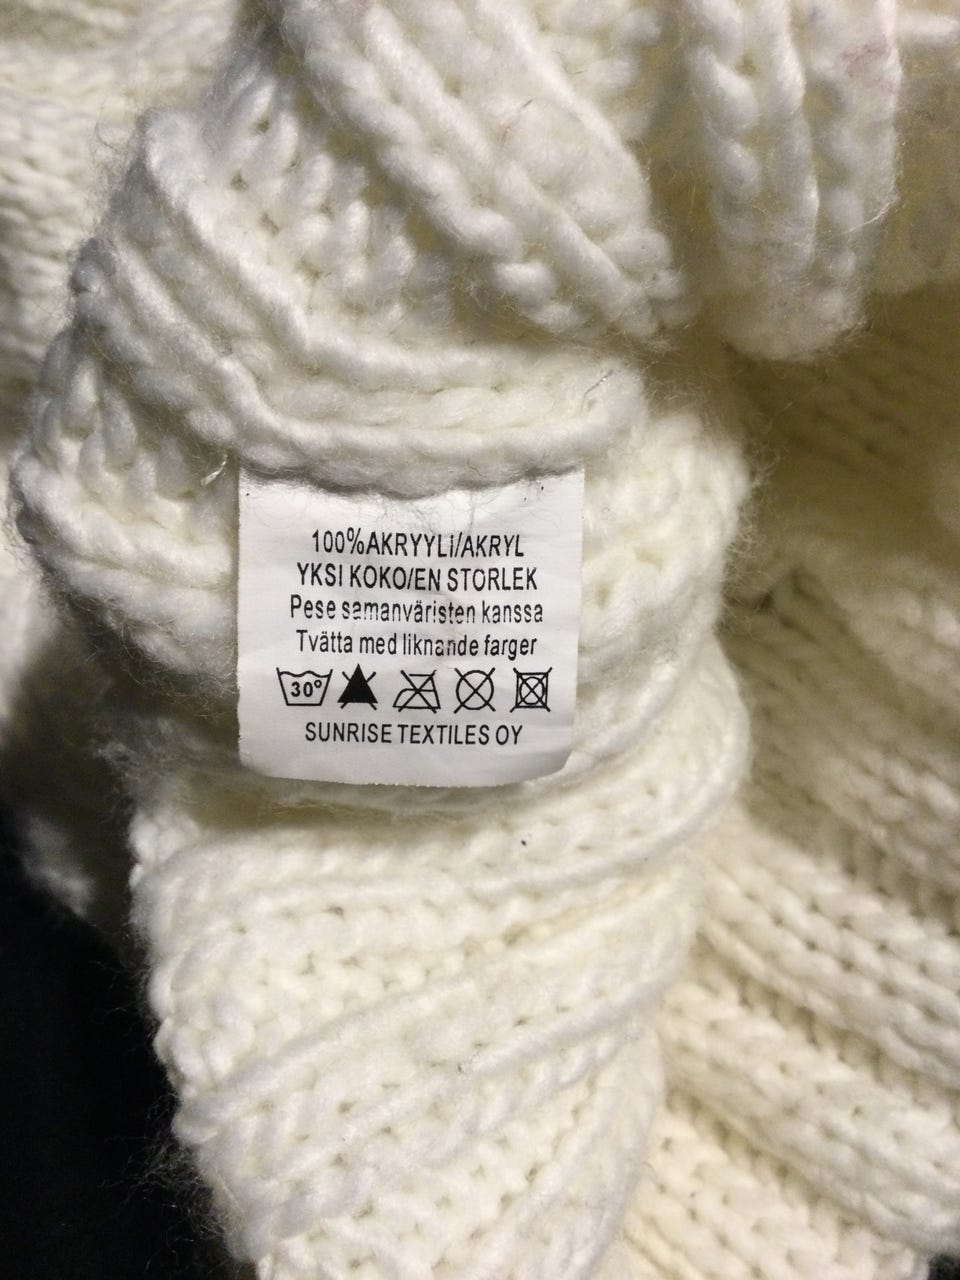 100%AKRYYLI/AKRYL
YKSI KOKO/EN STORLEK
Pese samanväristen kanssa
Tvätta med liknande farger
30°
SUNRISE TEXTILES OY